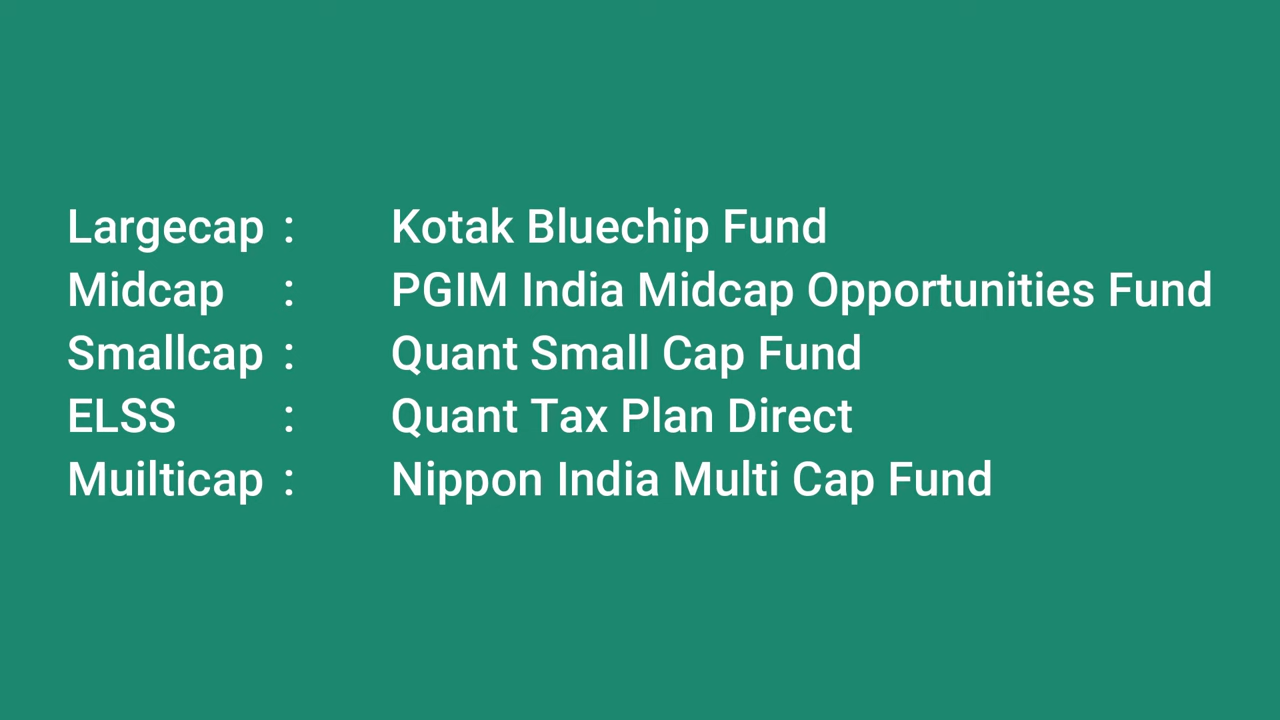 Largecap : Kotak Bluechip Fund
Midcap : PGIM India Midcap Opportunities Fund
Smallcap : Quant Small Cap Fund
ELSS : Quant Tax Plan Direct
Muilticap : Nippon India Multi Cap Fund